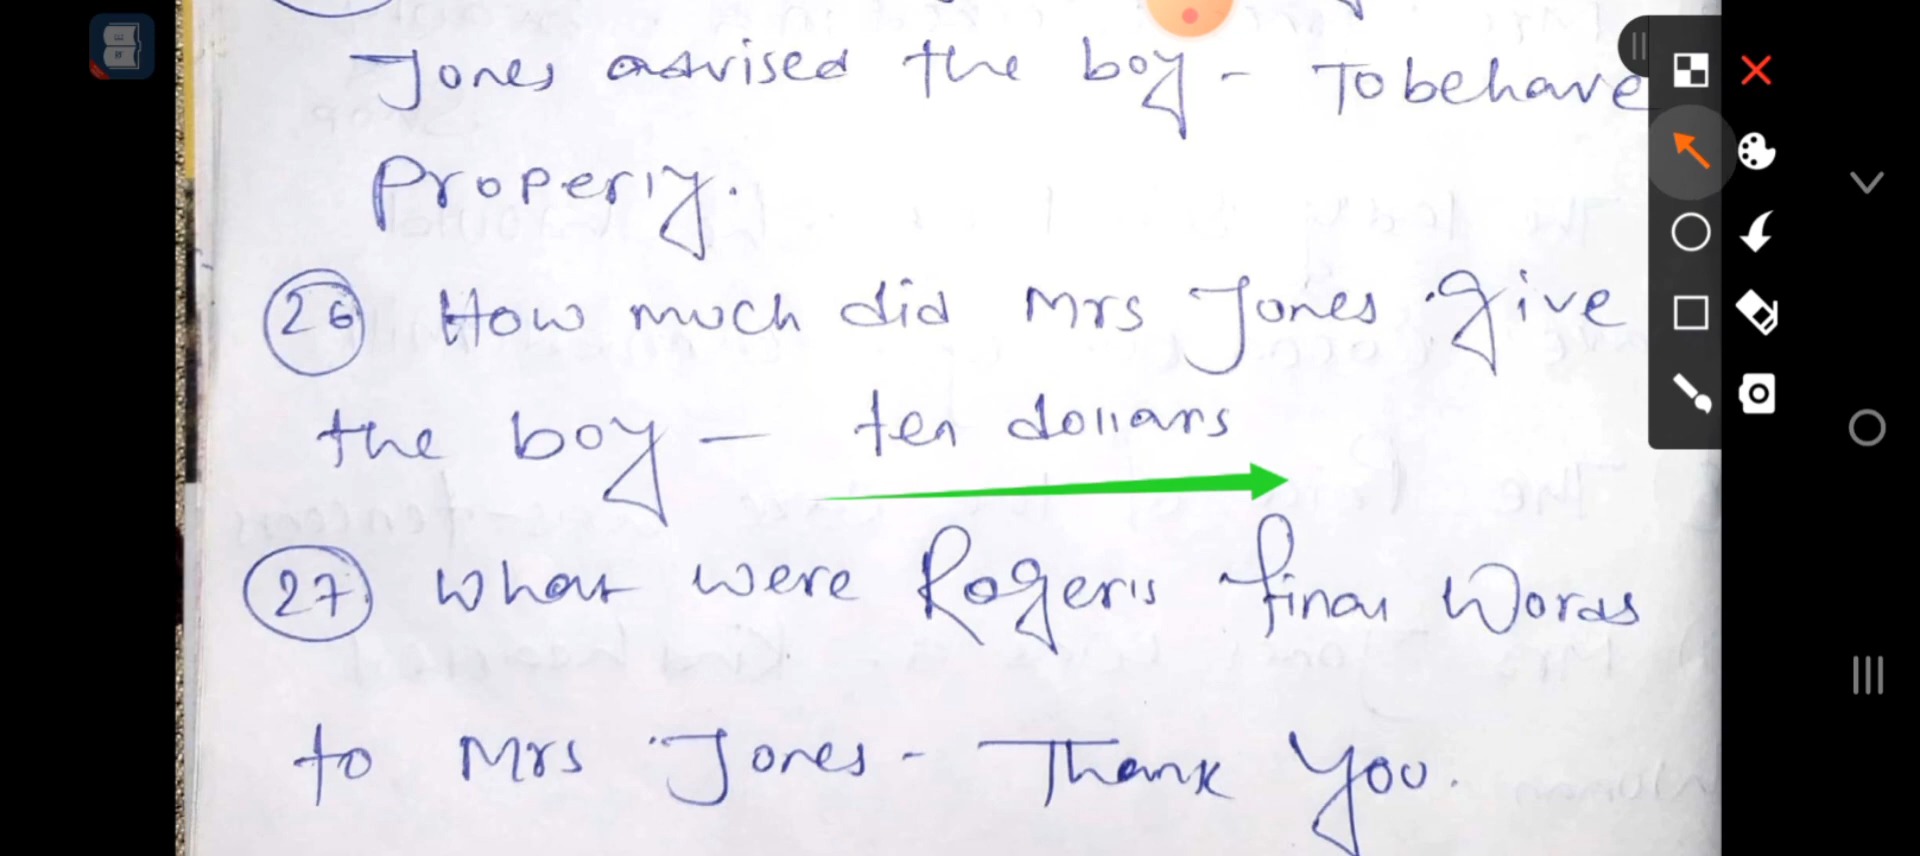 Jones advised the boy - To behave
Properly.
26 How much did Mrs Jones give
the boy - ten dollars
27 What were Roger's final words
to Mrs Jones - Thank you.